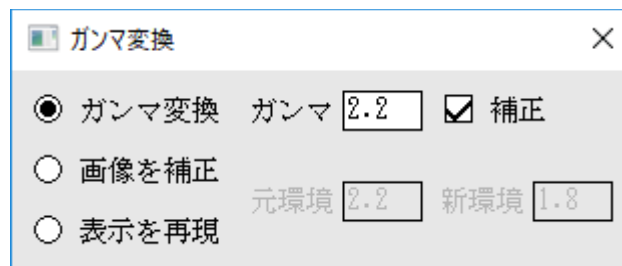 ガンマ変換
ガンマ変換 ガンマ 2.2 補正
画像を補正
元環境 2.2 新環境 1.8
表示を再現